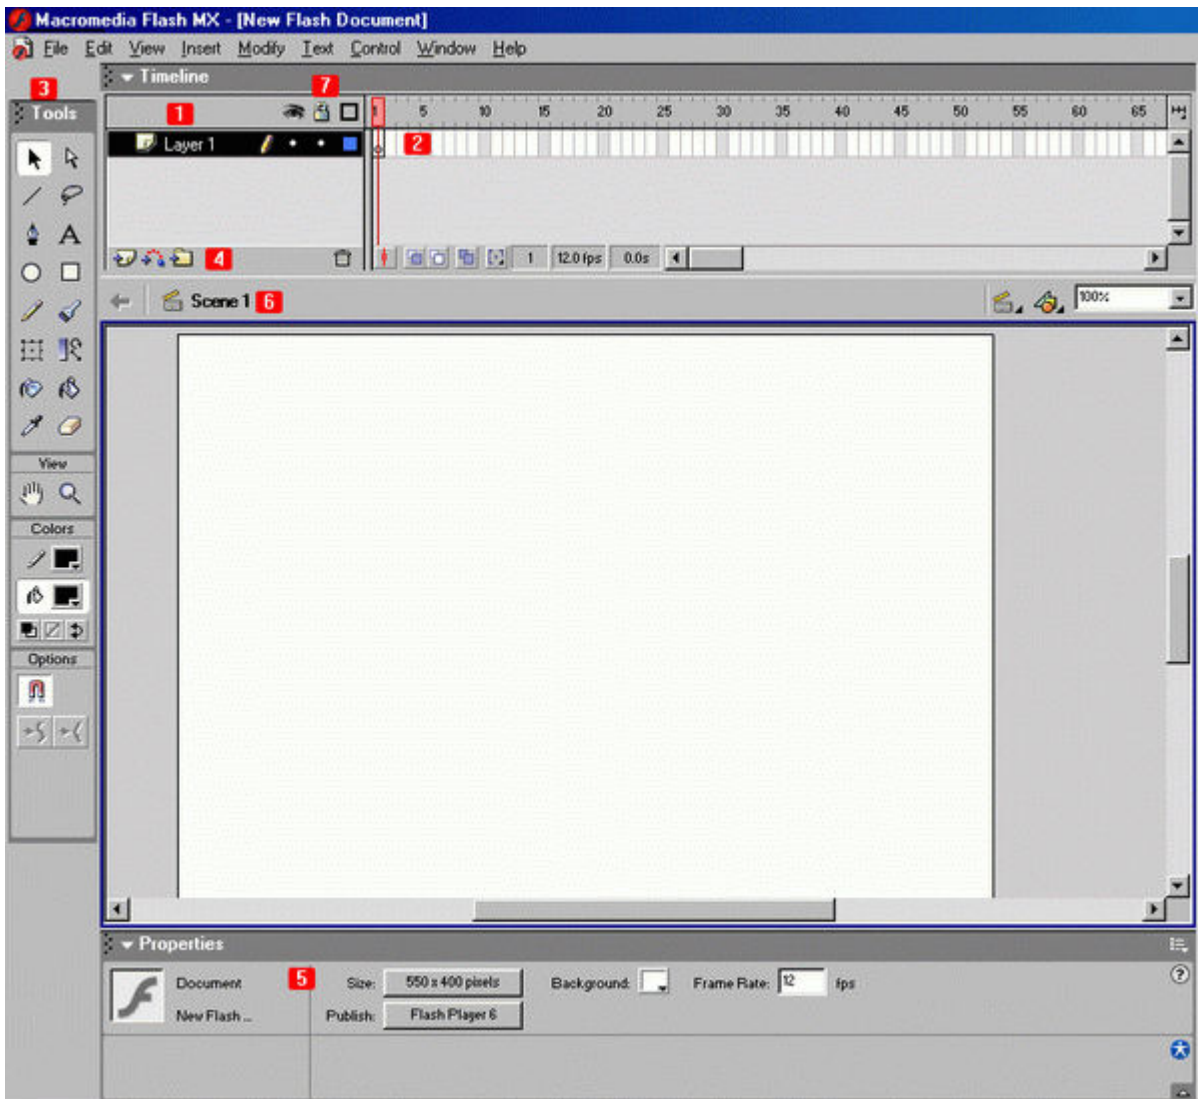 Macromedia Flash MX - [New Flash Document]
File Edit View Insert Modify Text Control Window Help
Timeline
3
7
Tools
1
1 5 10 15 20 25 30 35 40 45 50 55 60 65
Layer 1
2
A
4
1 12.0 fps 0.0s
Scene 1 6
100%
View
Colors
Options
Properties
Document
5
Size: 550 x 400 pixels Background: Frame Rate: 12 fps
?
New Flash ...
Publish: Flash Player 6